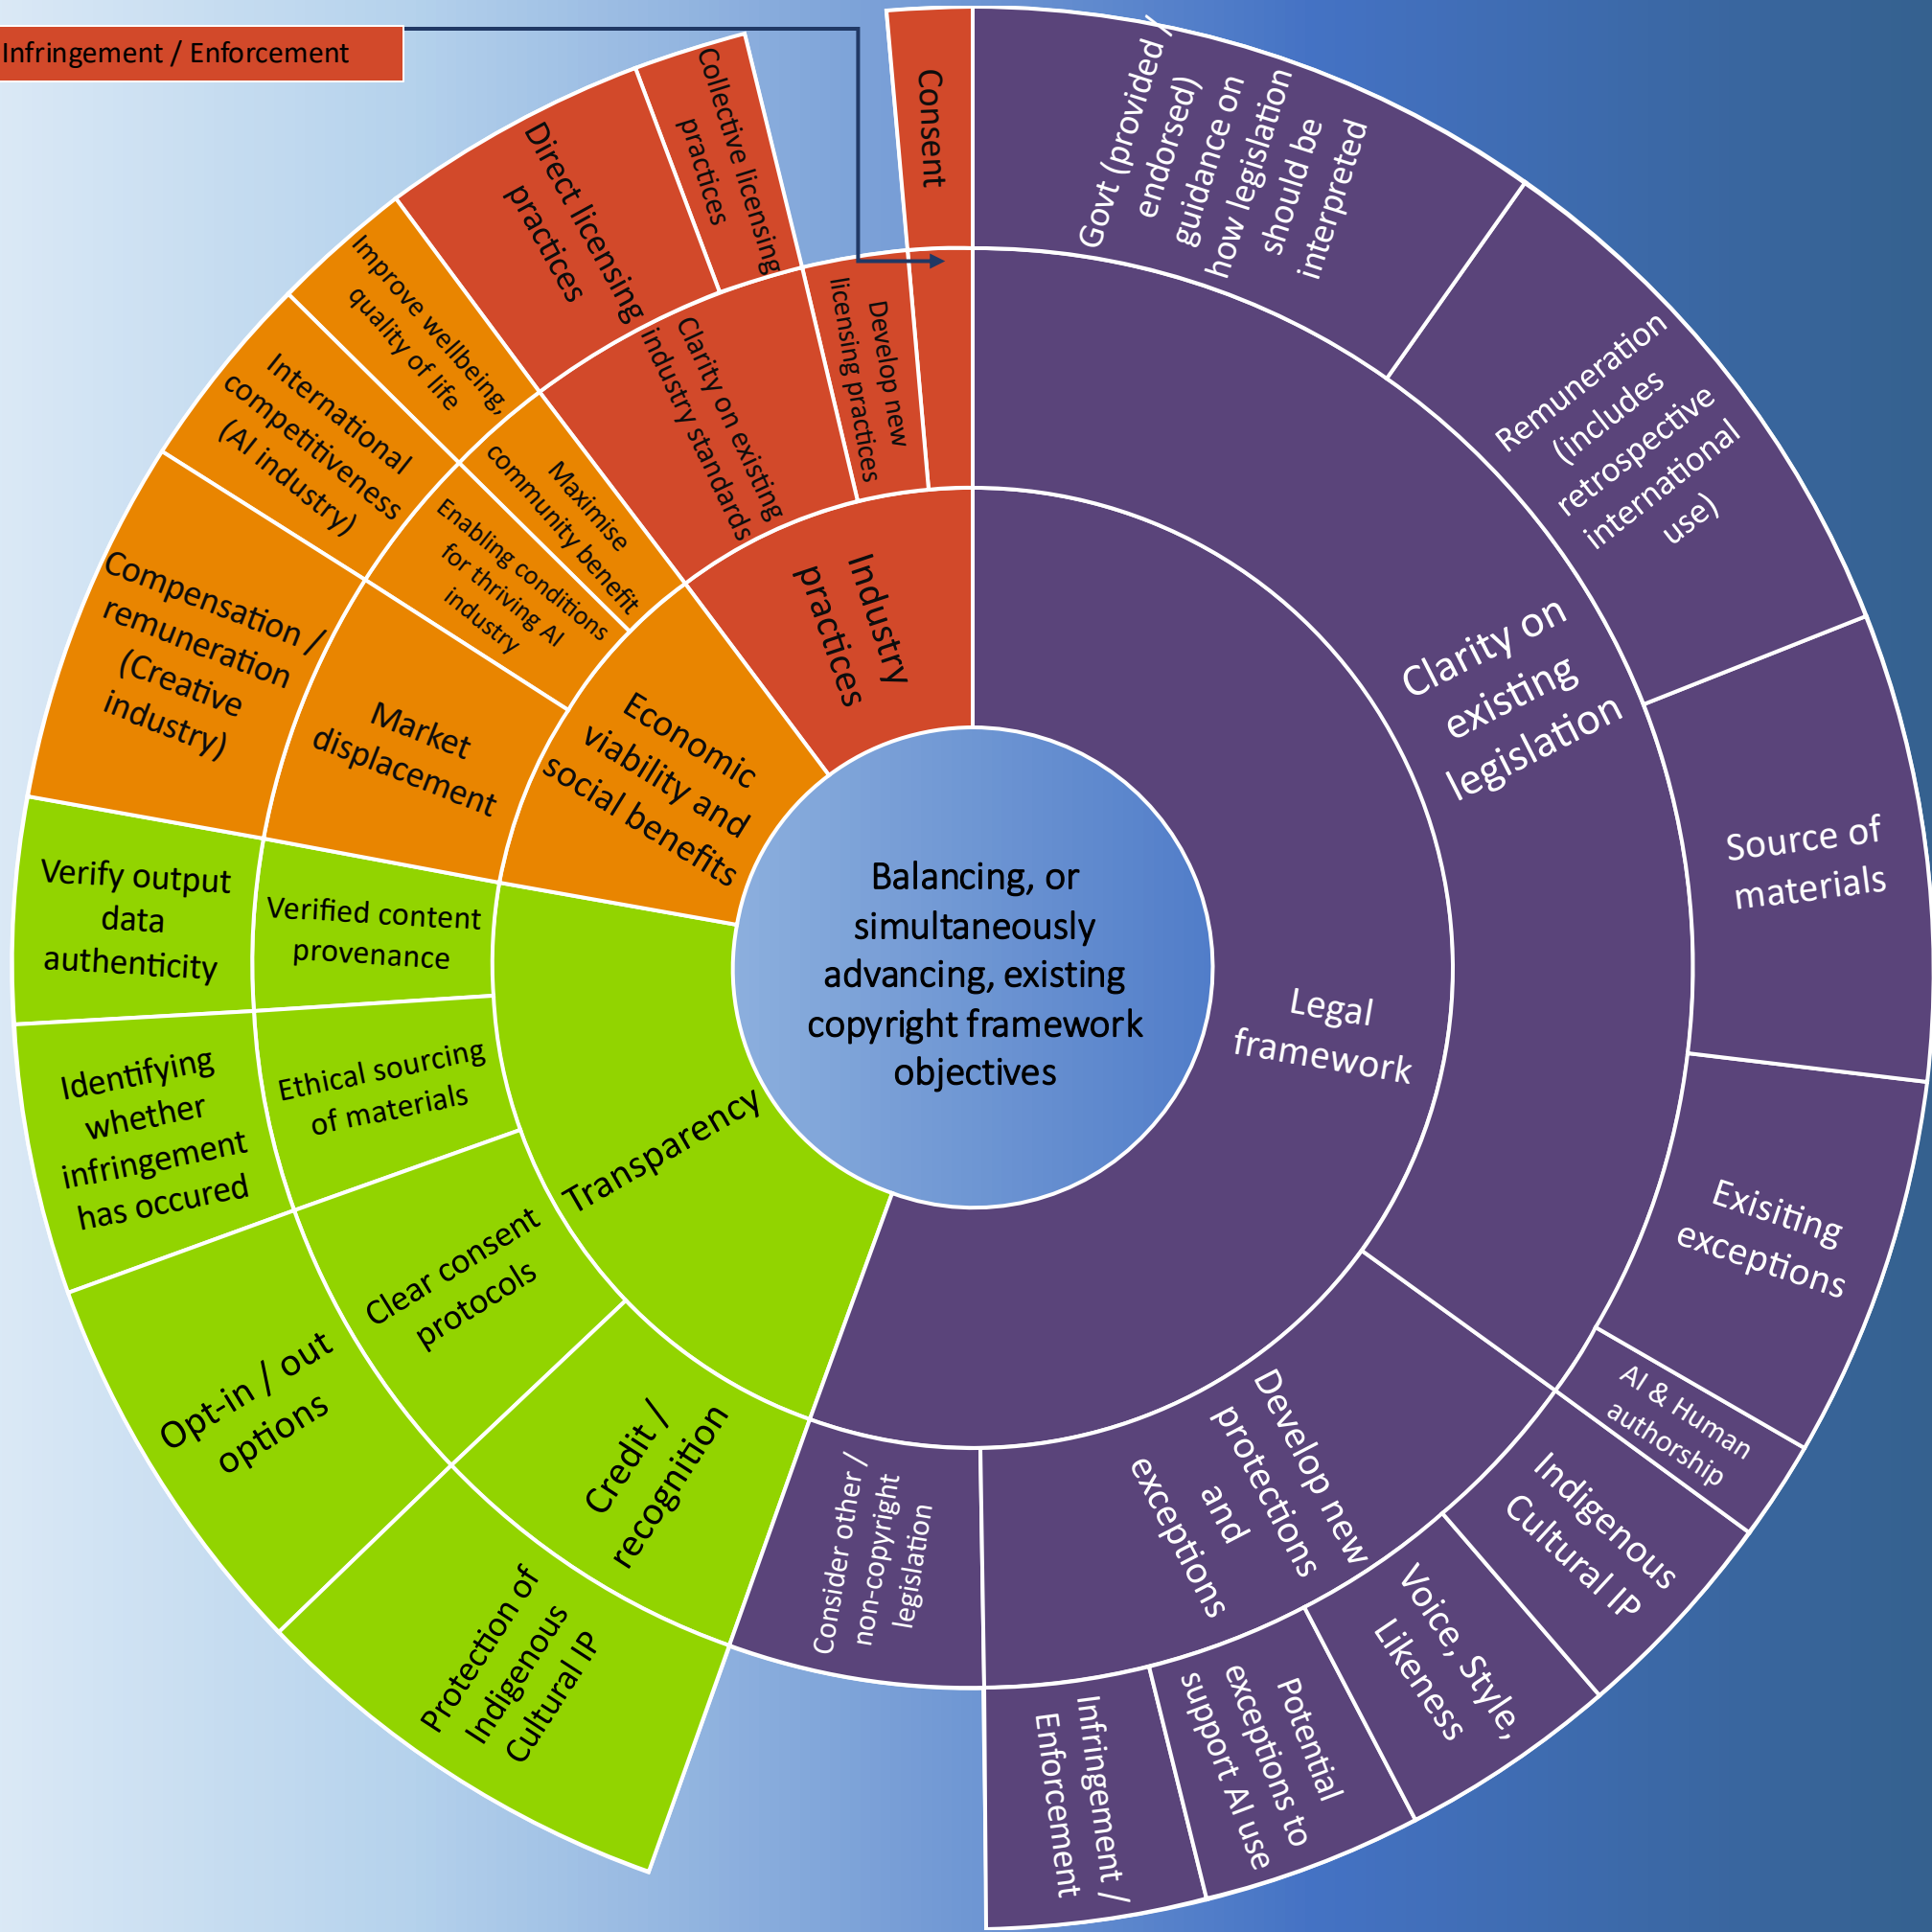 Infringement / Enforcement
Balancing, or
simultaneously
advancing, existing
copyright framework
objectives
Legal
framework
Clarity on
existing
legislation
Govt (provided /
endorsed)
guidance on
how legislation
should be
interpreted
Remuneration
(includes
retrospective
international
use)
Source of
materials
Exisiting
exceptions
AI & Human
authorship
Develop new
protections
and
exceptions
Indigenous
Cultural IP
Voice, Style,
Likeness
Potential
exceptions to
support AI use
Infringement /
Enforcement
Consider other /
non-copyright
legislation
Transparency
Credit /
recognition
Protection of
Indigenous
Cultural IP
Clear consent
protocols
Opt-in / out
options
Ethical sourcing
of materials
Identifying
whether
infringement
has occured
Verified content
provenance
Verify output
data
authenticity
Economic
viability and
social benefits
Market
displacement
Compensation /
remuneration
(Creative
industry)
Enabling conditions
for thriving AI
industry
International
competitiveness
(AI industry)
Maximise
community benefit
Improve wellbeing,
quality of life
Industry
practices
Clarity on existing
industry standards
Direct licensing
practices
Collective licensing
practices
Develop new
licensing practices
Consent